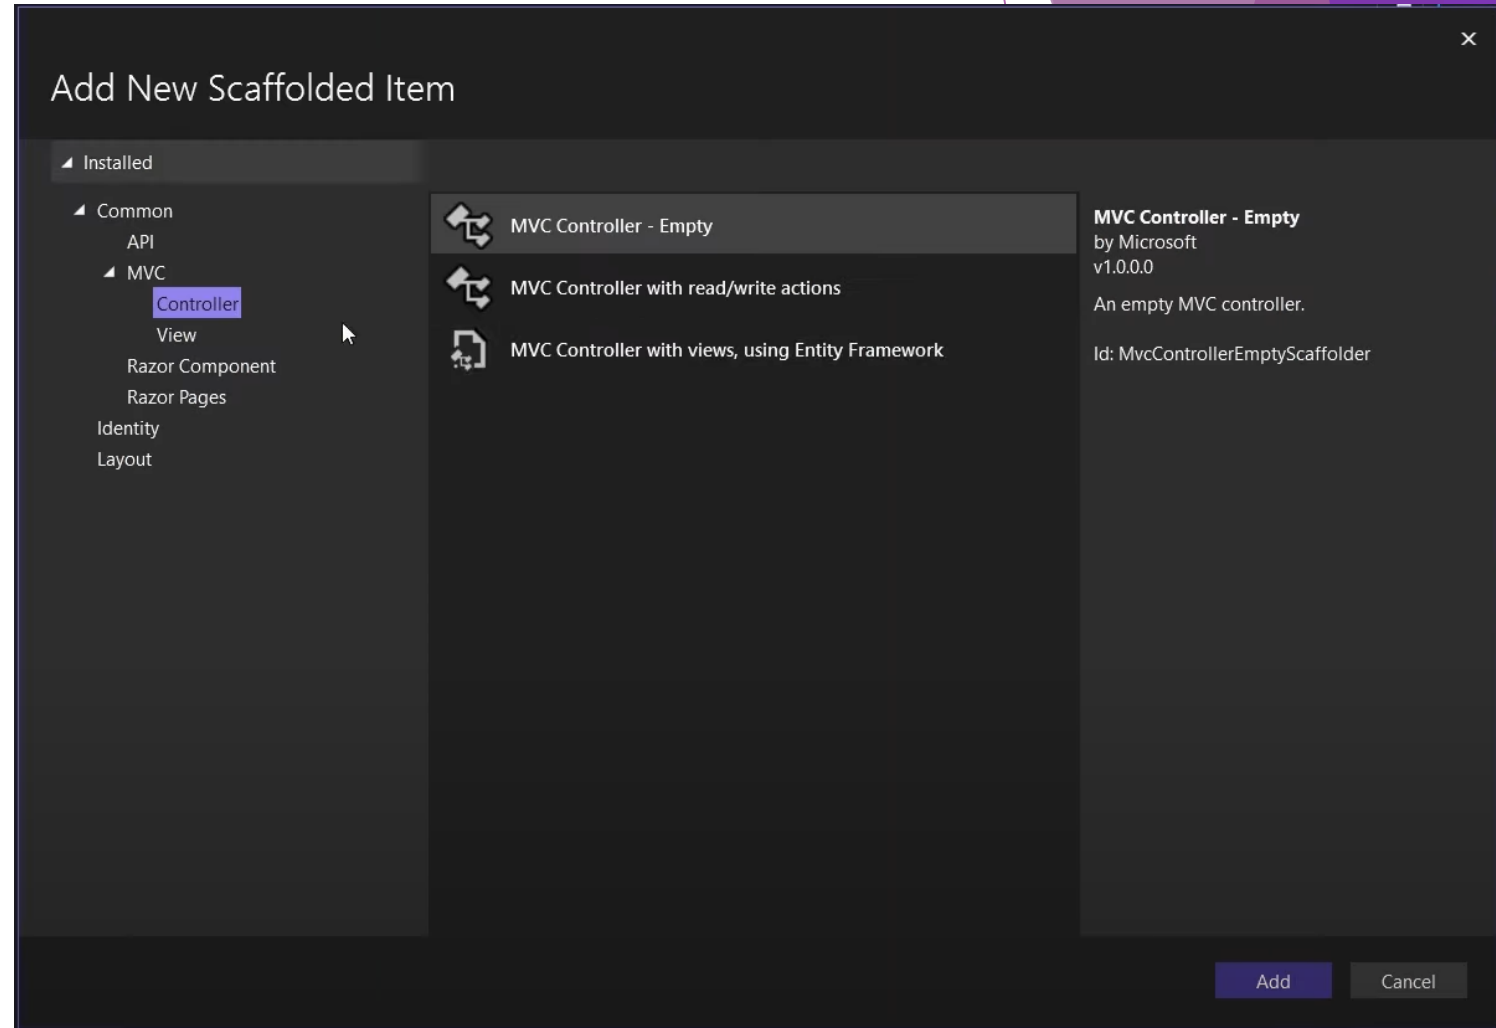 Add New Scaffolded Item
Installed
Common
API
MVC
Controller
View
Razor Component
Razor Pages
Identity
Layout
MVC Controller - Empty
MVC Controller with read/write actions
MVC Controller with views, using Entity Framework
MVC Controller - Empty
by Microsoft
v1.0.0.0
An empty MVC controller.
Id: MvcControllerEmptyScaffolder
Add
Cancel